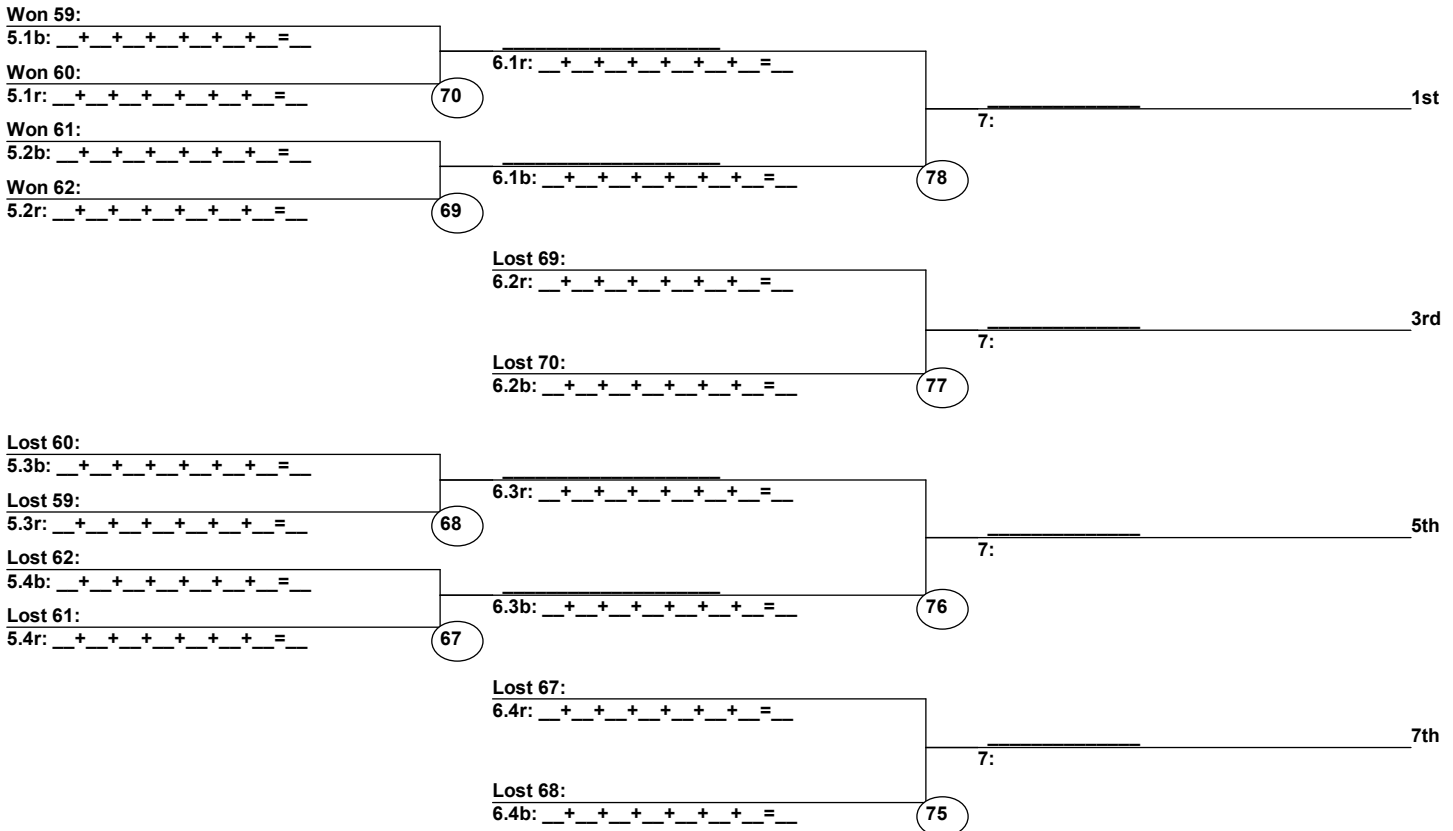 Won 59:
5.1b: __+__+__+__+__+__+__=__
Won 60:
5.1r: __+__+__+__+__+__+__=__
70
6.1r: __+__+__+__+__+__+__=__
Won 61:
5.2b: __+__+__+__+__+__+__=__
Won 62:
5.2r: __+__+__+__+__+__+__=__
69
6.1b: __+__+__+__+__+__+__=__
78
7:
1st
Lost 69:
6.2r: __+__+__+__+__+__+__=__
Lost 70:
6.2b: __+__+__+__+__+__+__=__
77
7:
3rd
Lost 60:
5.3b: __+__+__+__+__+__+__=__
Lost 59:
5.3r: __+__+__+__+__+__+__=__
68
6.3r: __+__+__+__+__+__+__=__
Lost 62:
5.4b: __+__+__+__+__+__+__=__
Lost 61:
5.4r: __+__+__+__+__+__+__=__
67
6.3b: __+__+__+__+__+__+__=__
76
7:
5th
Lost 67:
6.4r: __+__+__+__+__+__+__=__
Lost 68:
6.4b: __+__+__+__+__+__+__=__
75
7:
7th